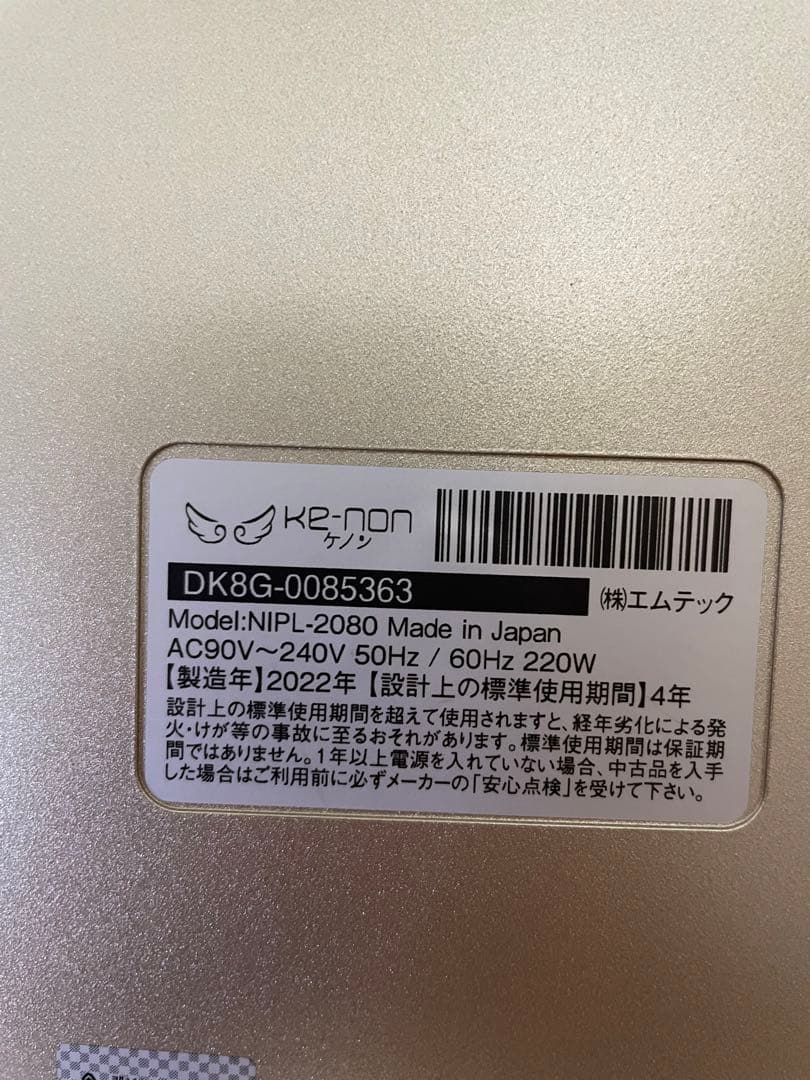 ke-non
ケノン
DK8G-0085363
(株)エムテック
Model:NIPL-2080 Made in Japan
AC90V～240V 50Hz / 60Hz 220W
【製造年】2022年【設計上の標準使用期間】4年
設計上の標準使用期間を超えて使用されますと、経年劣化による発
火・けが等の事故に至るおそれがあります。標準使用期間は保証期
間ではありません。1年以上電源を入れていない場合、中古品を入手
した場合はご利用前に必ずメーカーの「安心点検」を受けて下さい。